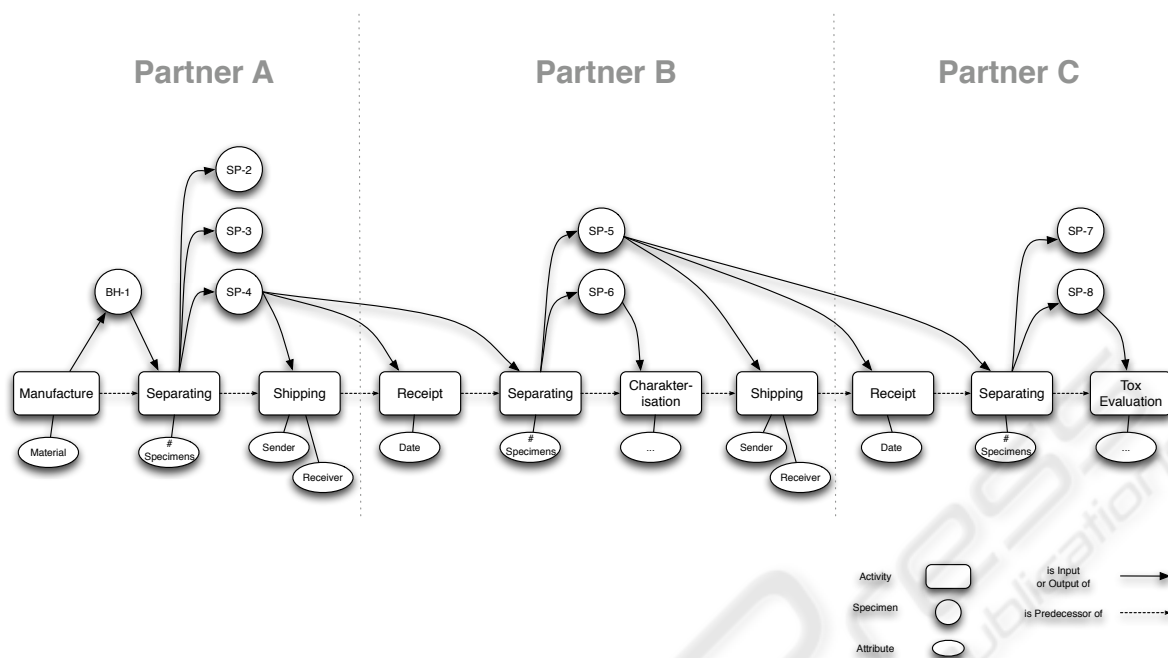 Partner A
Partner B
Partner C
SP-2
SP-3
SP-5
SP-7
BH-1
SP-4
SP-6
SP-8
Manufacture
Separating
Shipping
Receipt
Separating
Charakter-
isation
Shipping
Receipt
Separating
Tox
Evaluation
Material
#
Specimens
Sender
Receiver
Date
#
Specimens
...
Sender
Receiver
Date
#
Specimens
...
Activity
is Input
or Output of
Specimen
is Predecessor of
Attribute